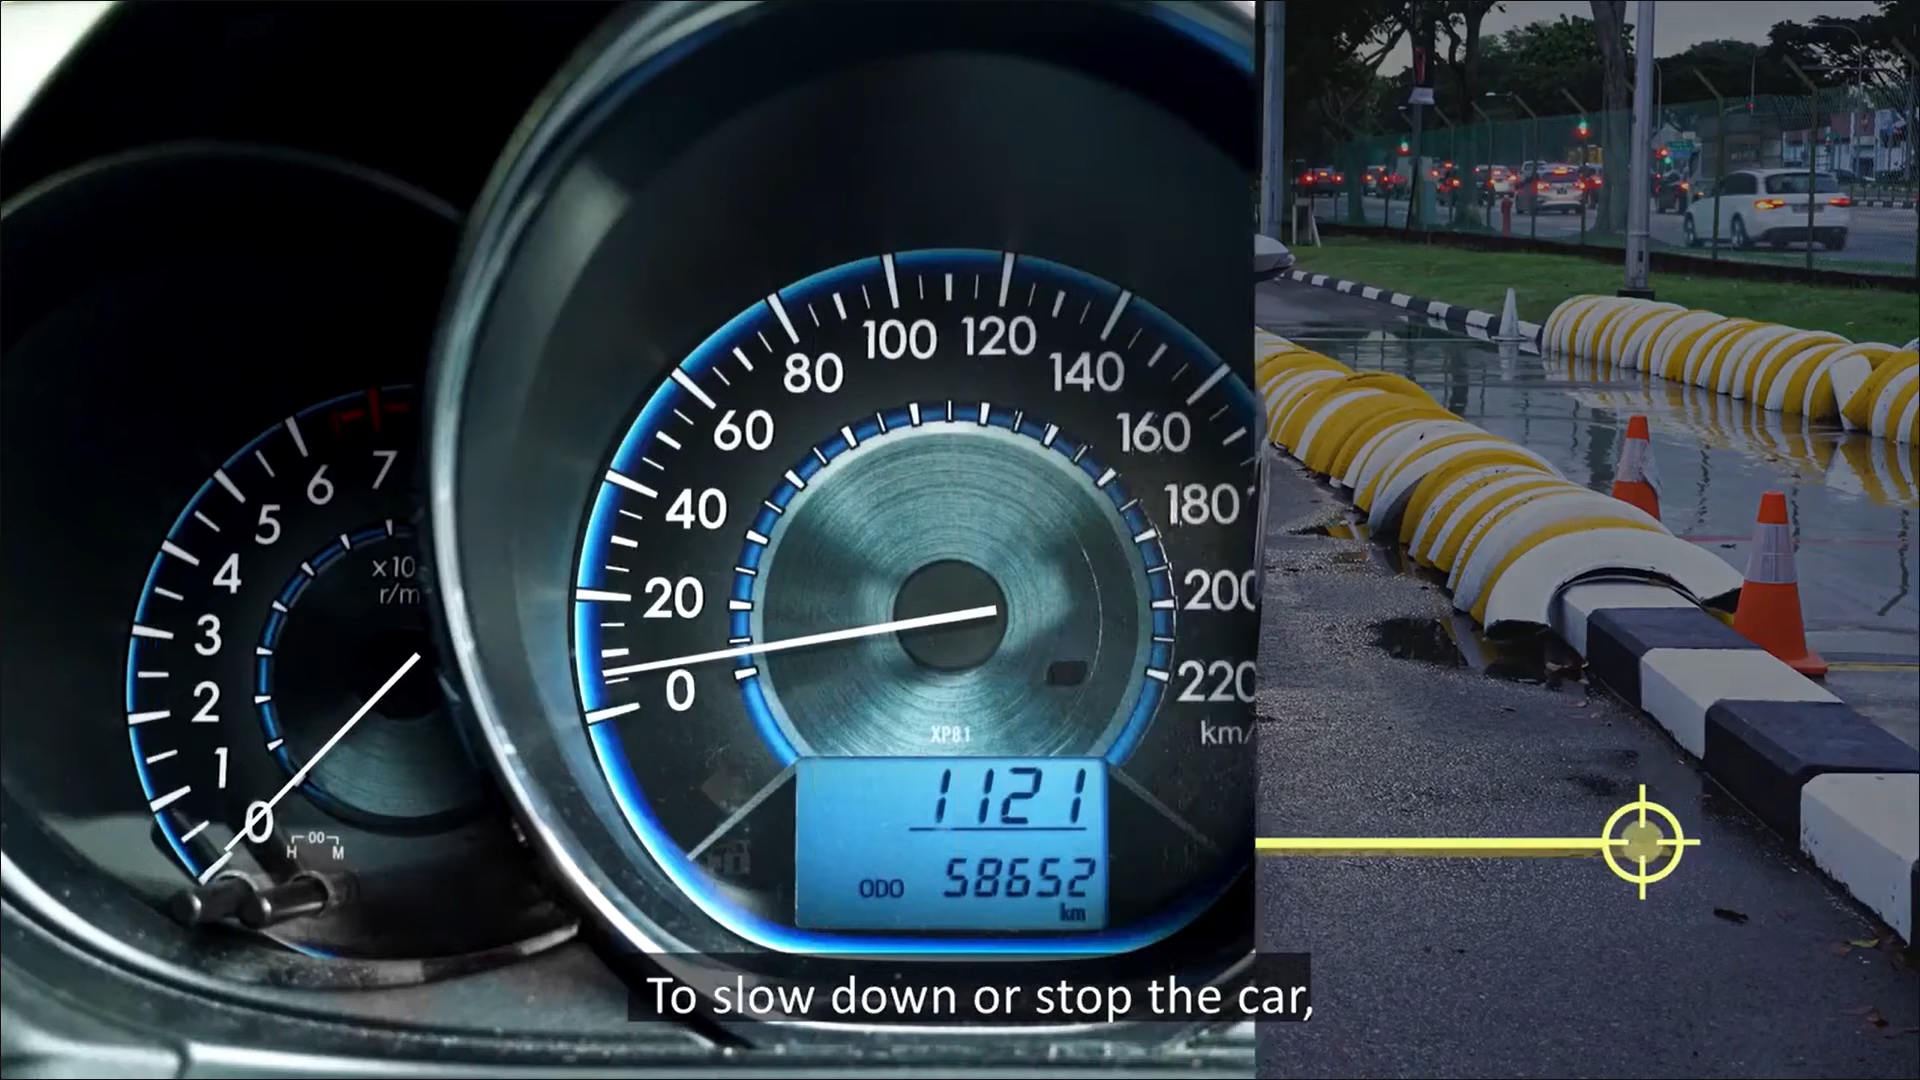 0
1
2
3
4
5
6
7
x10
r/m
H 00 M
0
20
40
60
80
100
120
140
160
180
200
220
km/
XP81
1121
ODO 58652
km
To slow down or stop the car,